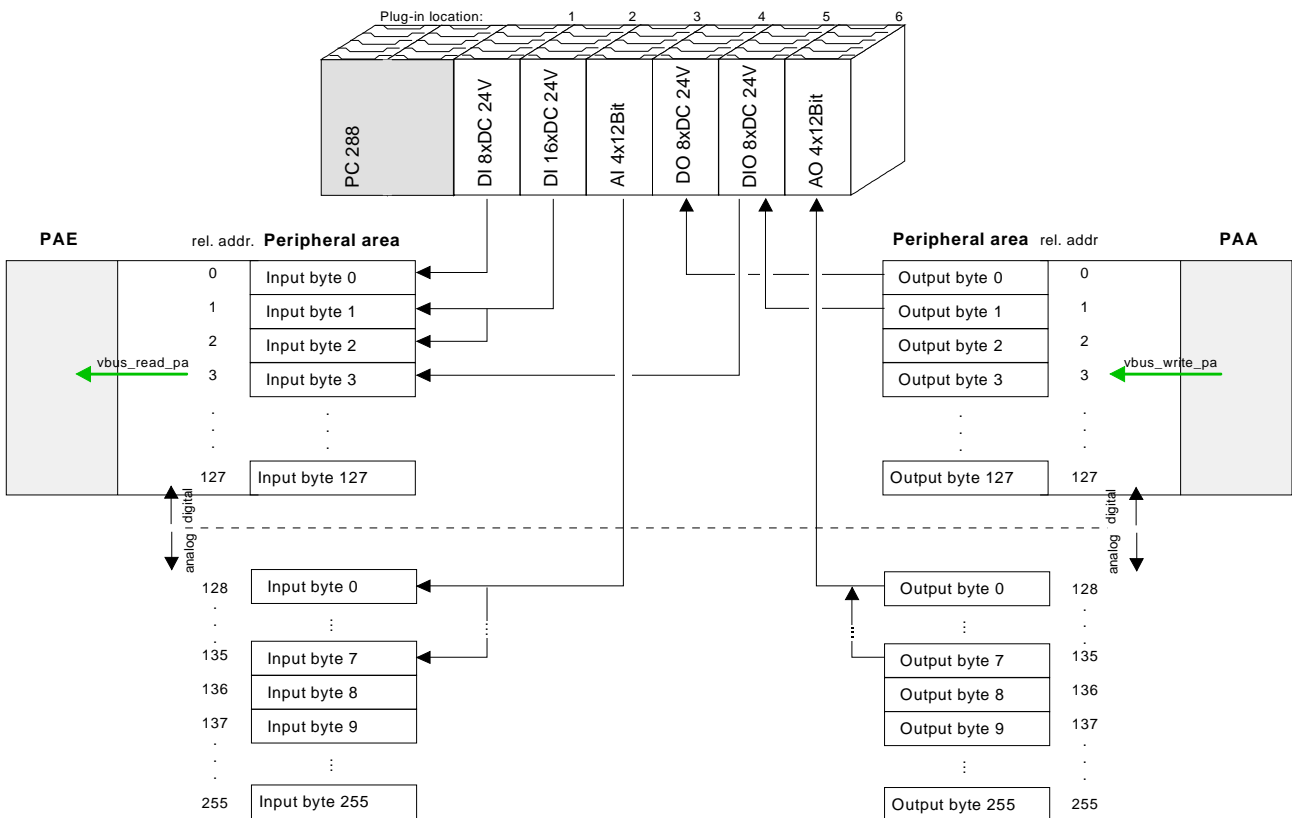 Plug-in location: 1 2 3 4 5 6
PC 288
DI 8xDC 24V
DI 16xDC 24V
AI 4x12Bit
DO 8xDC 24V
DIO 8xDC 24V
AO 4x12Bit
PAE rel. addr. Peripheral area
0 Input byte 0
1 Input byte 1
2 Input byte 2
vbus_read_pa
3 Input byte 3
. .
. .
. .
127 Input byte 127
digital
analog
128 Input byte 0
. ...
.
.
135 Input byte 7
136 Input byte 8
137 Input byte 9
. ...
.
.
255 Input byte 255
Peripheral area rel. addr PAA
Output byte 0 0
Output byte 1 1
Output byte 2 2
Output byte 3 3
vbus_write_pa
. .
. .
. .
Output byte 127 127
digital
analog
Output byte 0 128
... .
.
.
Output byte 7 135
Output byte 8 136
Output byte 9 137
... .
.
.
Output byte 255 255